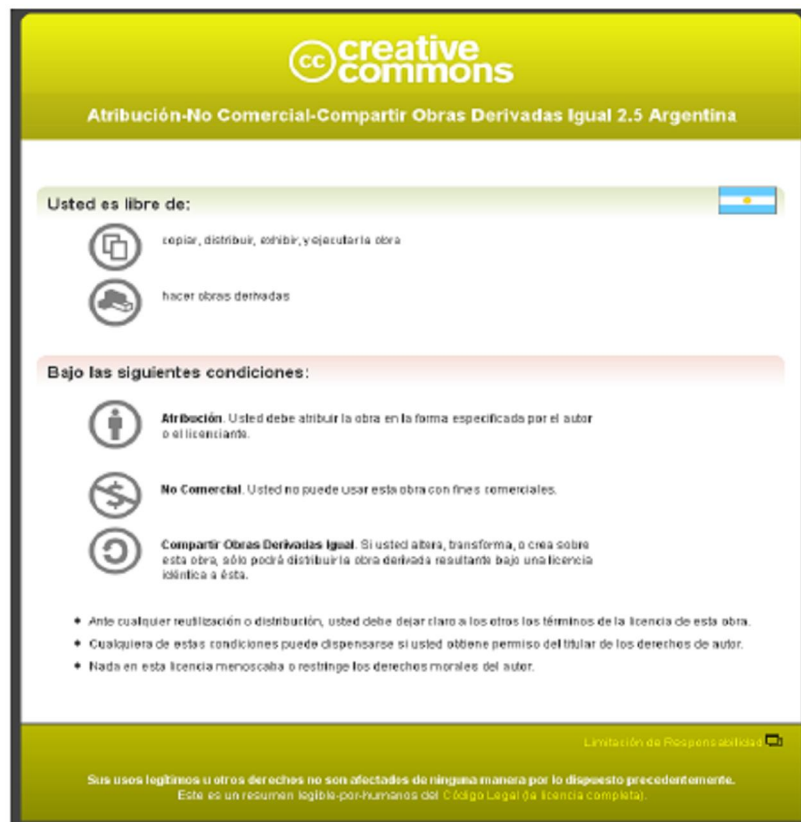 cc creative commons
Atribución-No Comercial-Compartir Obras Derivadas Igual 2.5 Argentina
Usted es libre de:
copiar, distribuir, exhibir, y ejecutar la obra
hacer obras derivadas
Bajo las siguientes condiciones:
Atribución. Usted debe atribuir la obra en la forma especificada por el autor
o el licenciante.
No Comercial. Usted no puede usar esta obra con fines comerciales.
Compartir Obras Derivadas Igual. Si usted altera, transforma, o crea sobre
esta obra, sólo podrá distribuir la obra derivada resultante bajo una licencia
idéntica a ésta.
Ante cualquier reutilización o distribución, usted debe dejar claro a los otros los términos de la licencia de esta obra.
Cualquiera de estas condiciones puede dispensarse si usted obtiene permiso del titular de los derechos de autor.
Nada en esta licencia menoscaba o restringe los derechos morales del autor.
Limitación de Responsabilidad
Sus usos legítimos u otros derechos no son afectados de ninguna manera por lo dispuesto precedentemente.
Este es un resumen legible-por-humanos del Código Legal (la licencia completa).